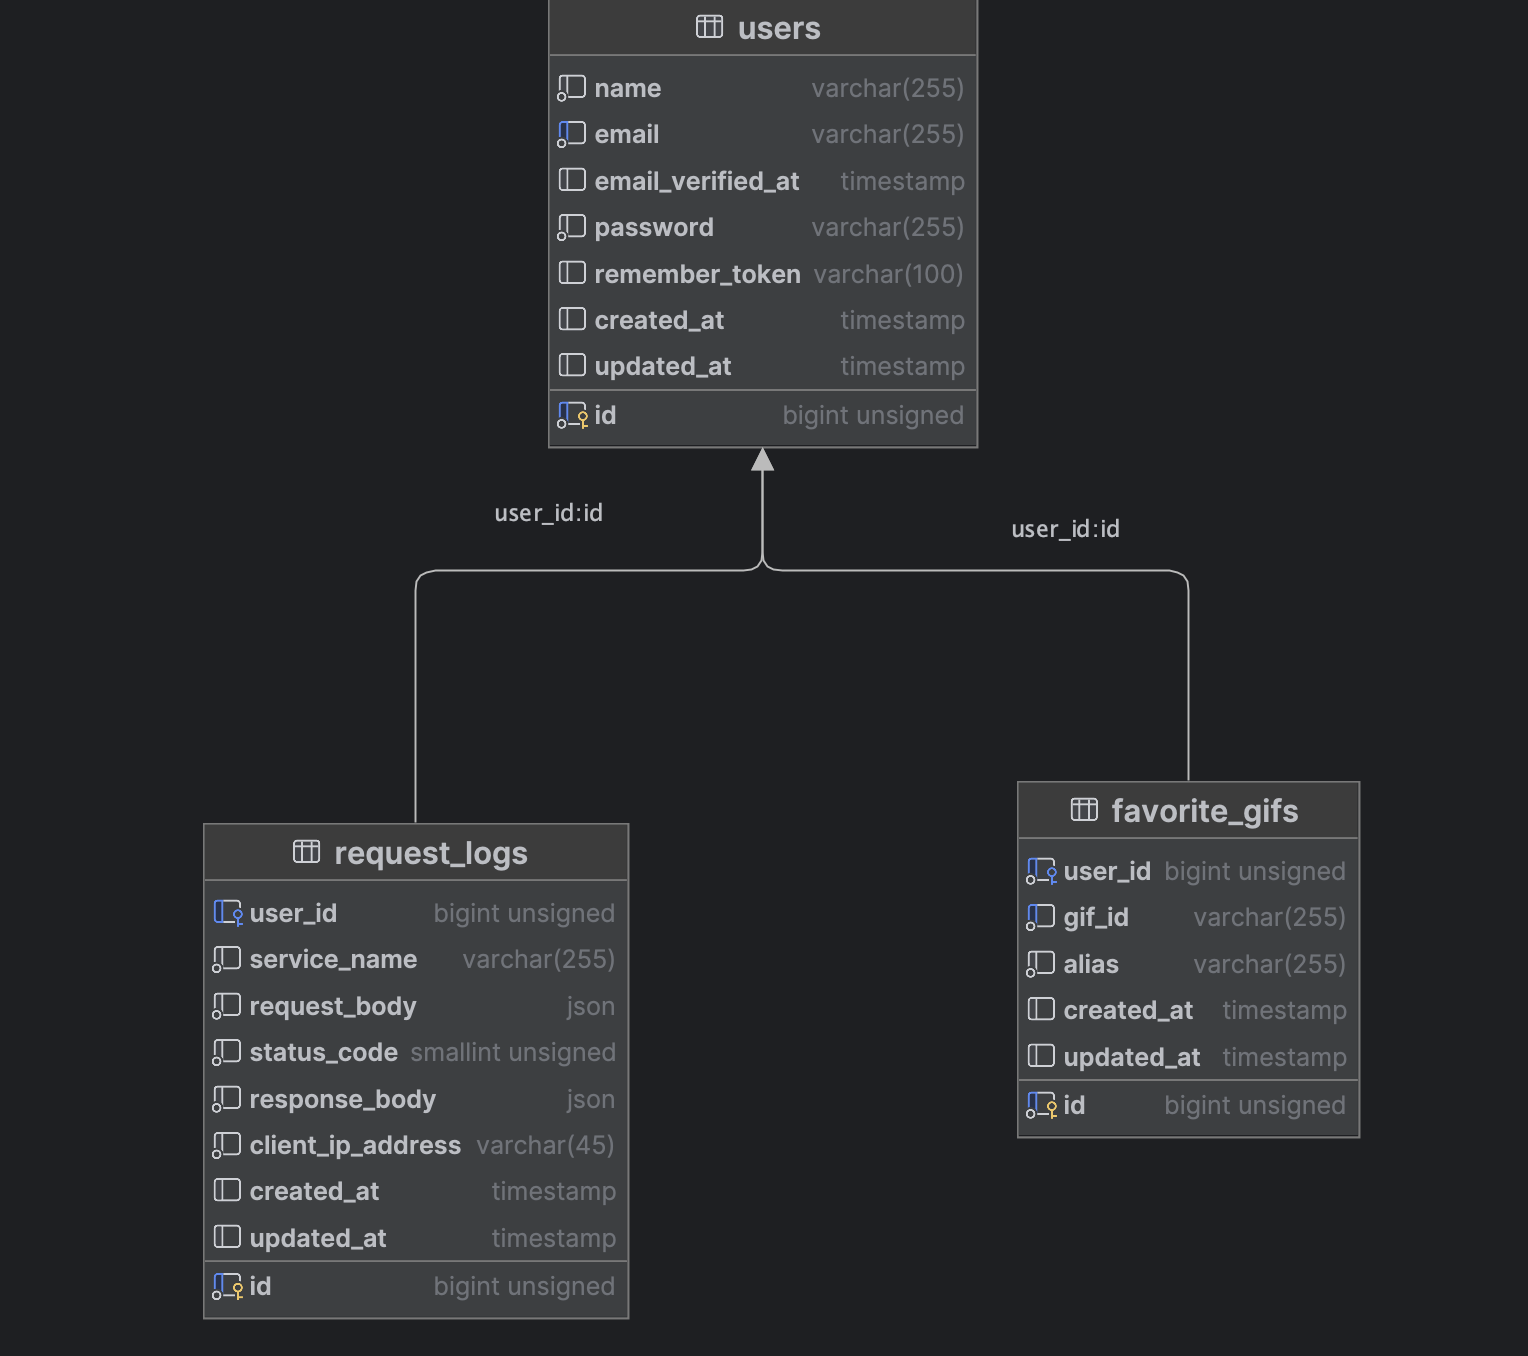 users
name varchar(255)
email varchar(255)
email_verified_at timestamp
password varchar(255)
remember_token varchar(100)
created_at timestamp
updated_at timestamp
id bigint unsigned
user_id:id
user_id:id
request_logs
user_id bigint unsigned
service_name varchar(255)
request_body json
status_code smallint unsigned
response_body json
client_ip_address varchar(45)
created_at timestamp
updated_at timestamp
id bigint unsigned
favorite_gifs
user_id bigint unsigned
gif_id varchar(255)
alias varchar(255)
created_at timestamp
updated_at timestamp
id bigint unsigned